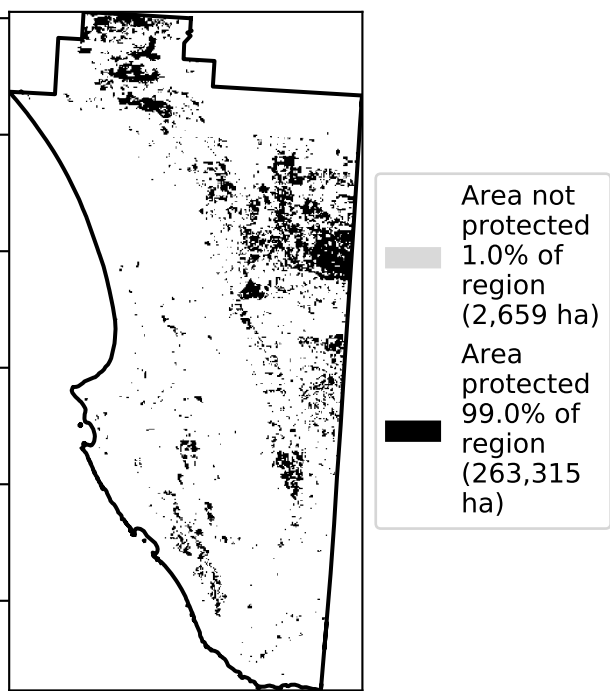 Area not
protected
1.0% of
region
(2,659 ha)
Area
protected
99.0% of
region
(263,315
ha)